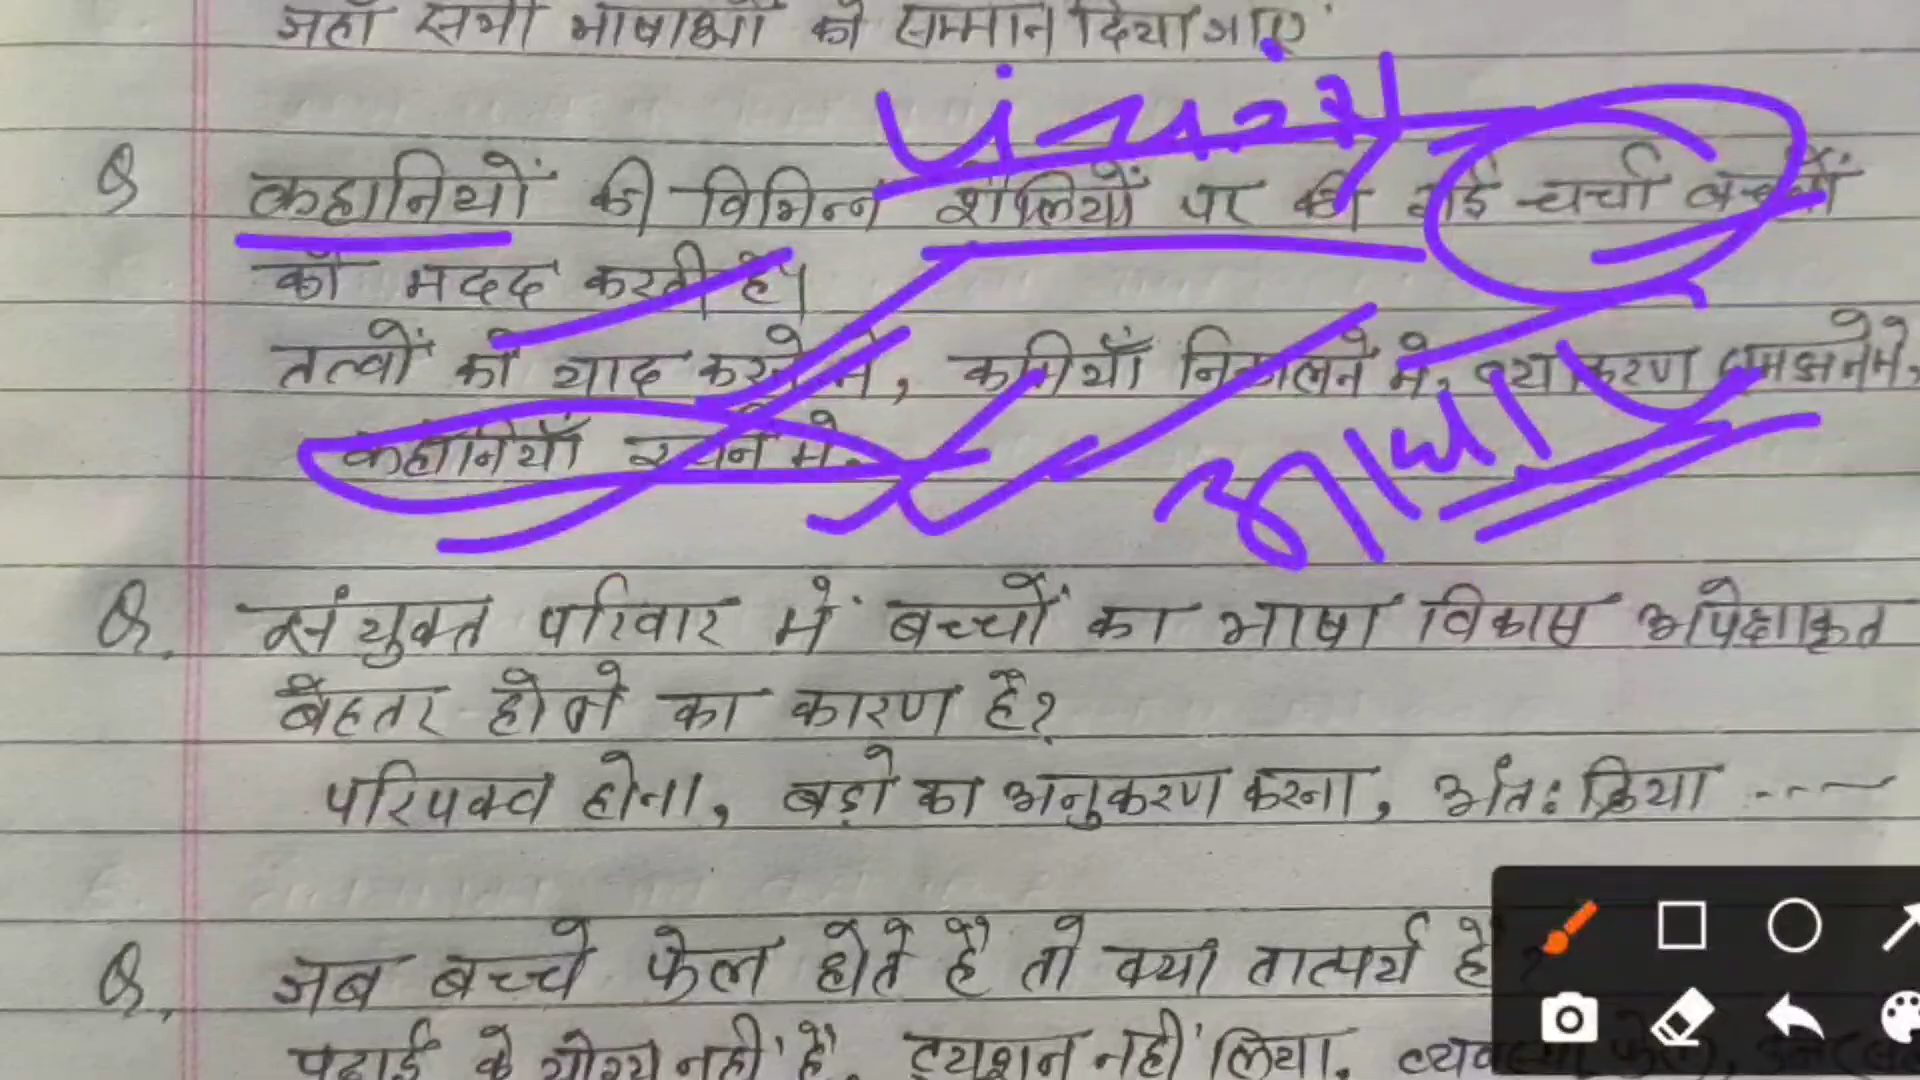 जहाँ सभी भाषाओं को सम्मान दिया जाए
Q कहानियों की विभिन्न शैलियों पर की गई चर्चा बच्चों
को मदद करती है।
तत्वों को याद करने में, कमियाँ निकालने में, व्याकरण समझने में,
कहानियाँ रचने में.
Q. संयुक्त परिवार में बच्चों का भाषा विकास अपेक्षाकृत
बेहतर होने का कारण है?
परिपक्व होना, बड़ो का अनुकरण करना, अंतः क्रिया ----
Q. जब बच्चे फेल होते है तो क्या तात्पर्य है
पढाई के योग्य नही है, ट्यूशन नही लिया, व्यवस्था फेल,